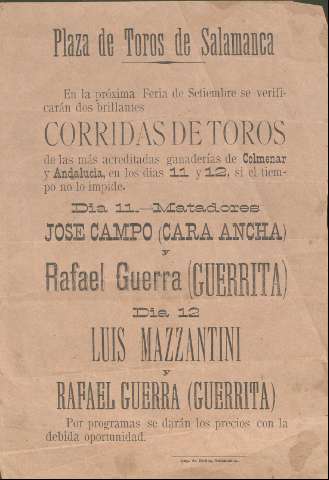 Plaza de Toros de Salamanca
En la próxima Feria de Setiembre se verifi-
carán dos brillantes
CORRIDAS DE TOROS
de las más acreditadas ganaderías de Colmenar
y Andalucia, en los días 11 y 12, si el tiem-
po no lo impide.
Dia 11.—Matadores
JOSE CAMPO (CARA ANCHA)
y
Rafael Guerra (GUERRITA)
Dia 12
LUIS MAZZANTINI
y
RAFAEL GUERRA (GUERRITA)
Por programas se darán los precios con la
debida oportunidad.